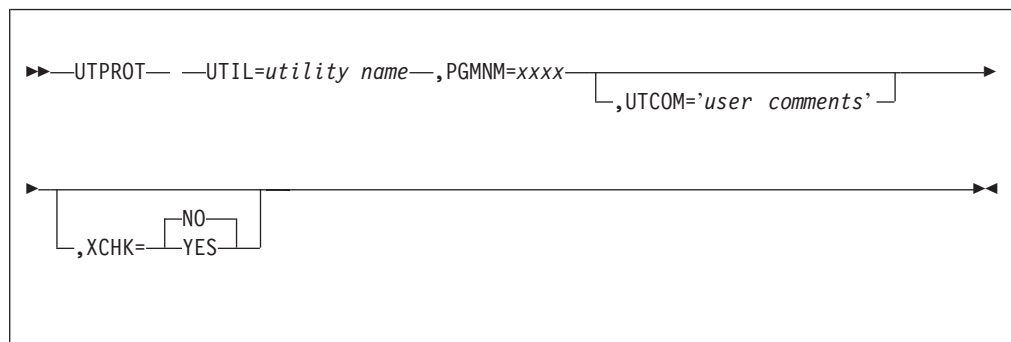 UTPROT UTIL=utility name ,PGMNM=xxxx
,UTCOM='user comments'
NO
,XCHK= YES